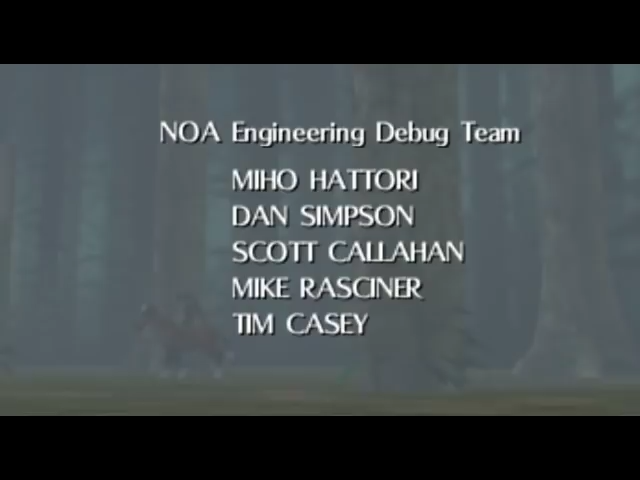 NOA Engineering Debug Team
MIHO HATTORI
DAN SIMPSON
SCOTT CALLAHAN
MIKE RASCINER
TIM CASEY